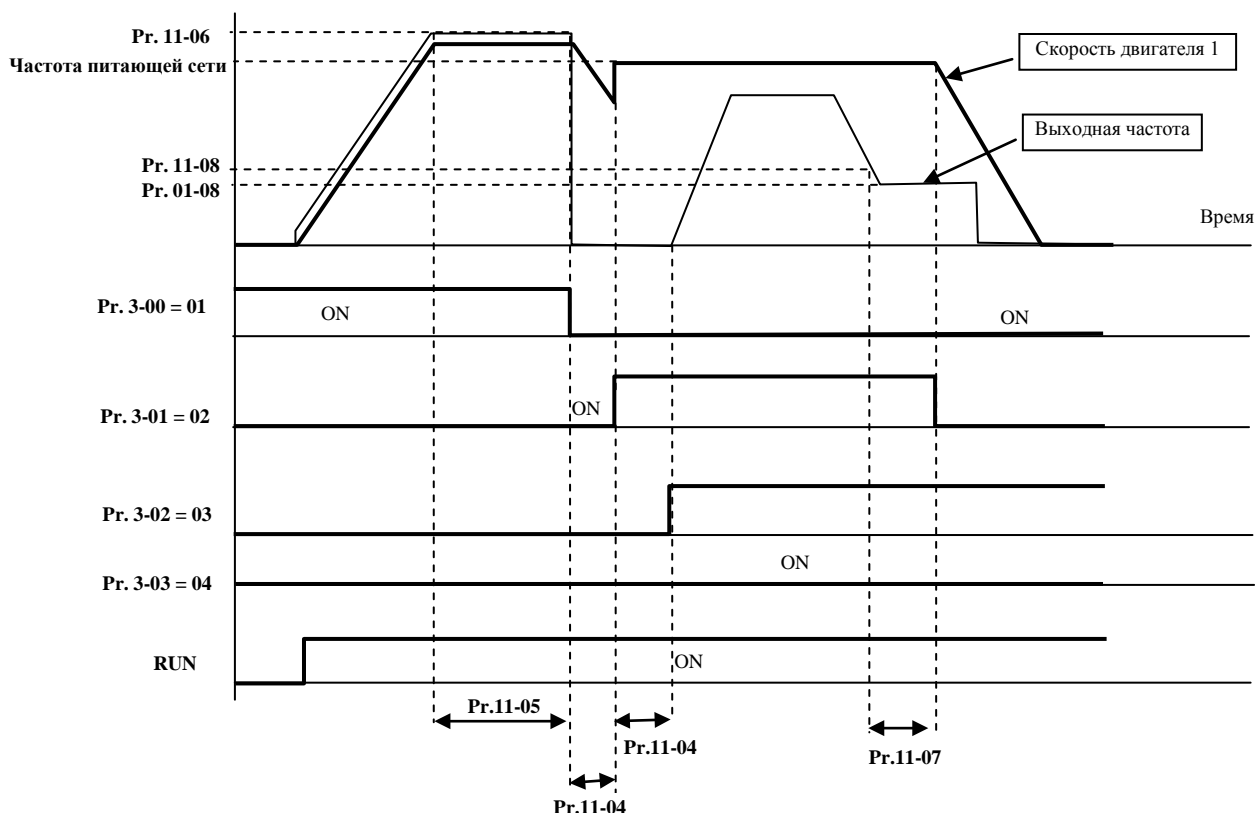 Pr. 11-06
Частота питающей сети
Скорость двигателя 1
Выходная частота
Pr. 11-08
Pr. 01-08
Время
Pr. 3-00 = 01
ON
ON
Pr. 3-01 = 02
ON
Pr. 3-02 = 03
ON
Pr. 3-03 = 04
RUN
ON
Pr.11-05
Pr.11-04
Pr.11-07
Pr.11-04